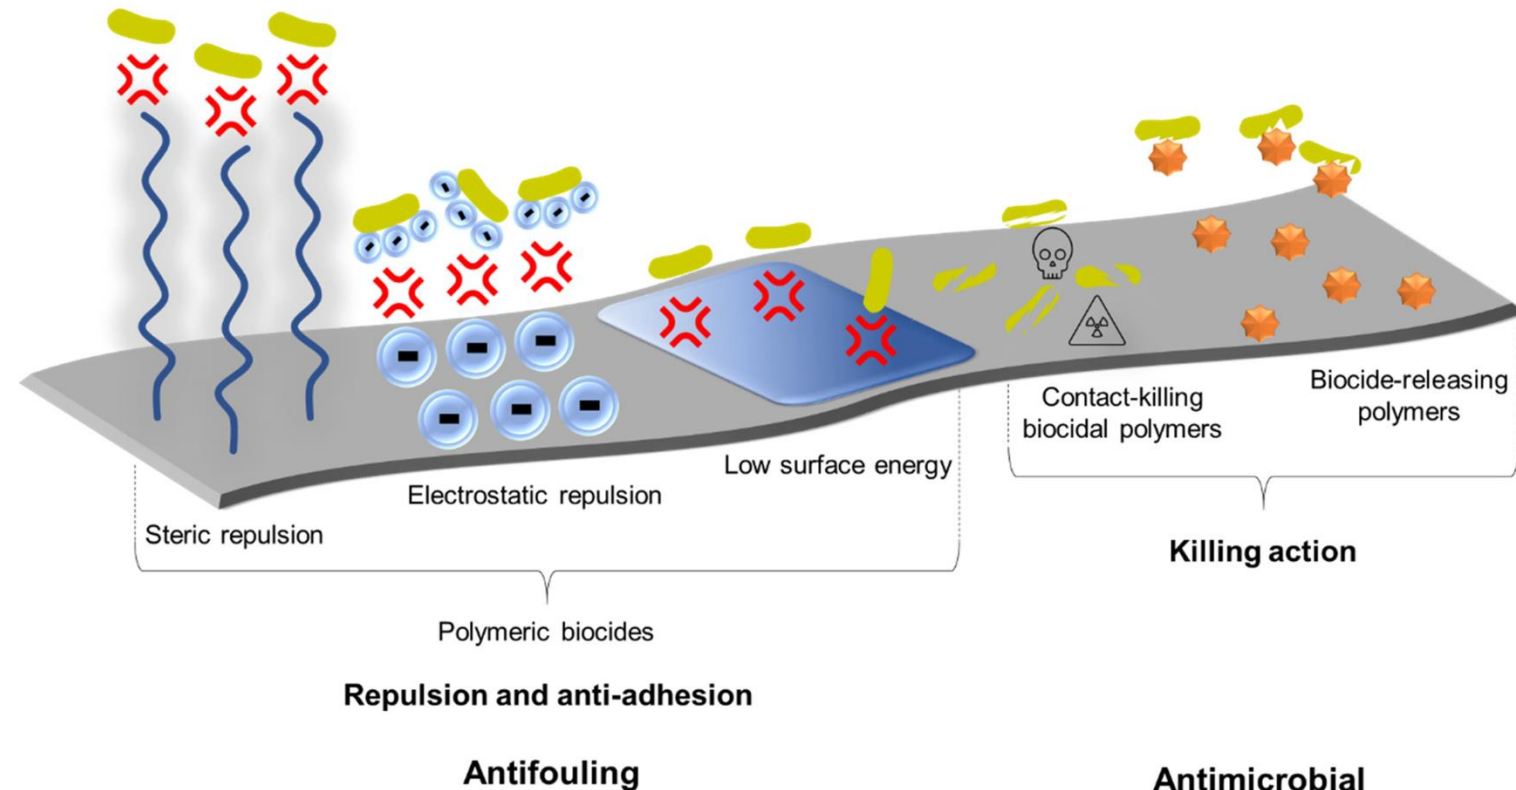 Steric repulsion
Electrostatic repulsion
Low surface energy
Contact-killing
biocidal polymers
Biocide-releasing
polymers
Polymeric biocides
Repulsion and anti-adhesion
Antifouling
Killing action
Antimicrobial